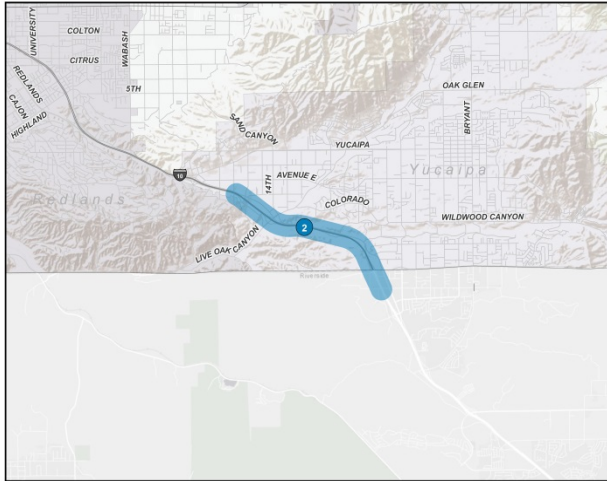 UNIVERSITY
COLTON
CITRUS
WABASH
REDLANDS
5TH
CAJON
HIGHLAND
OAK GLEN
BRYANT
SAND CANYON
YUCAIPA
Yucaipa
AVENUE E
14TH
10
COLORADO
Redlands
WILDWOOD CANYON
2
LIVE OAK CANYON
Riverside